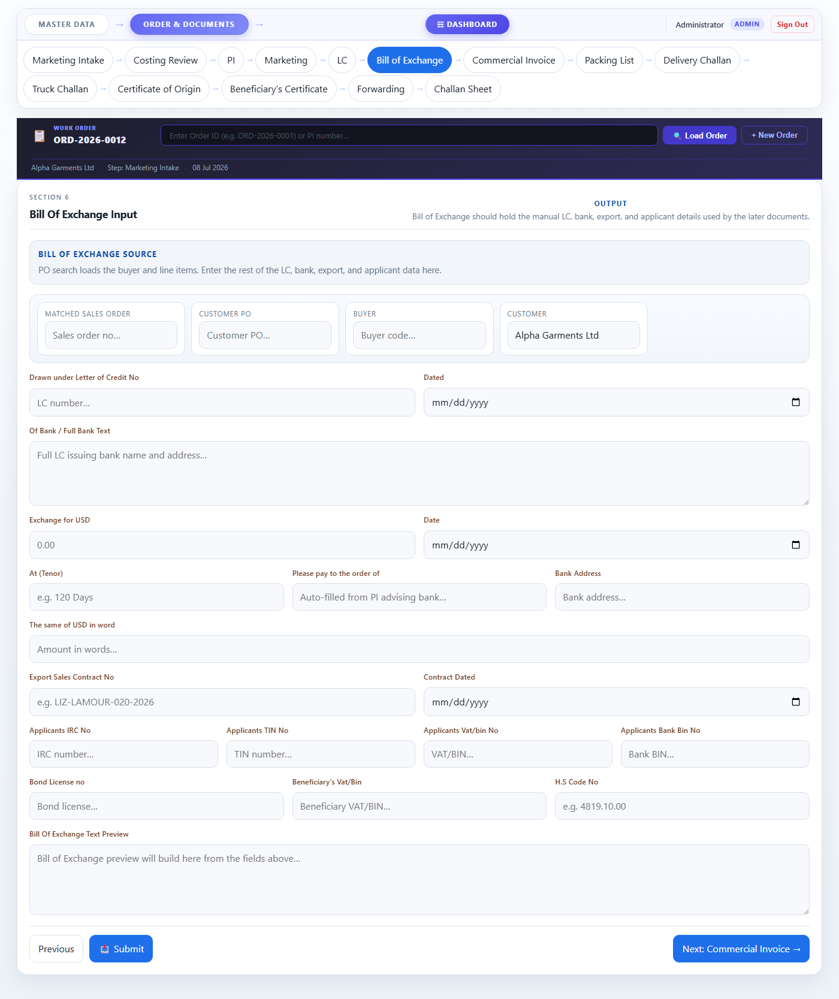 MASTER DATA → ORDER & DOCUMENTS → DASHBOARD Administrator ADMIN Sign Out
Marketing Intake → Costing Review → PI → Marketing → LC → Bill of Exchange → Commercial Invoice → Packing List → Delivery Challan →
Truck Challan → Certificate of Origin → Beneficiary's Certificate → Forwarding → Challan Sheet
WORK ORDER
ORD-2026-0012
Enter Order ID (e.g. ORD-2026-0001) or PI number...
Load Order
+ New Order
Alpha Garments Ltd · Step: Marketing Intake · 08 Jul 2026
SECTION 6
Bill Of Exchange Input
OUTPUT
Bill of Exchange should hold the manual LC, bank, export, and applicant details used by the later documents.
BILL OF EXCHANGE SOURCE
PO search loads the buyer and line items. Enter the rest of the LC, bank, export, and applicant data here.
MATCHED SALES ORDER
Sales order no...
CUSTOMER PO
Customer PO...
BUYER
Buyer code...
CUSTOMER
Alpha Garments Ltd
Drawn under Letter of Credit No
LC number...
Dated
mm/dd/yyyy
Of Bank / Full Bank Text
Full LC issuing bank name and address...
Exchange for USD
0.00
Date
mm/dd/yyyy
At (Tenor)
e.g. 120 Days
Please pay to the order of
Auto-filled from PI advising bank...
Bank Address
Bank address...
The same of USD in word
Amount in words...
Export Sales Contract No
e.g. LIZ-LAMOUR-020-2026
Contract Dated
mm/dd/yyyy
Applicants IRC No
IRC number...
Applicants TIN No
TIN number...
Applicants Vat/bin No
VAT/BIN...
Applicants Bank Bin No
Bank BIN...
Bond License no
Bond license...
Beneficiary's Vat/Bin
Beneficiary VAT/BIN...
H.S Code No
e.g. 4819.10.00
Bill Of Exchange Text Preview
Bill of Exchange preview will build here from the fields above...
Previous
Submit
Next: Commercial Invoice →